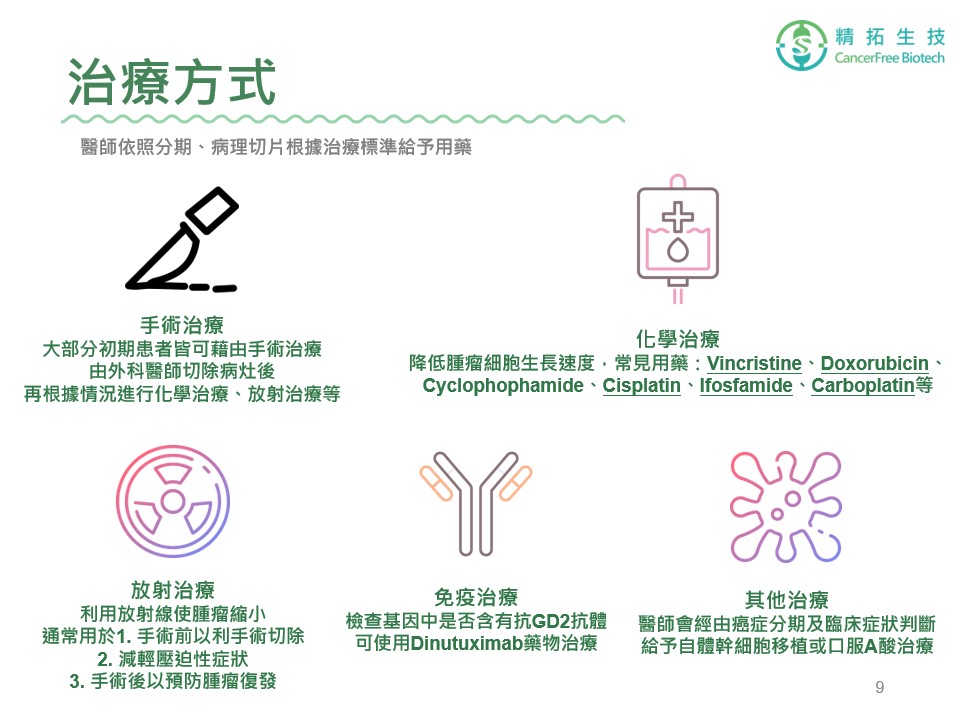 精拓生技
CancerFree Biotech
治療方式
醫師依照分期、病理切片根據治療標準給予用藥
手術治療
大部分初期患者皆可藉由手術治療
由外科醫師切除病灶後
再根據情況進行化學治療、放射治療等
化學治療
降低腫瘤細胞生長速度，常見用藥：Vincristine、Doxorubicin、
Cyclophophamide、Cisplatin、Ifosfamide、Carboplatin等
放射治療
利用放射線使腫瘤縮小
通常用於1. 手術前以利手術切除
2. 減輕壓迫性症狀
3. 手術後以預防腫瘤復發
免疫治療
檢查基因中是否含有抗GD2抗體
可使用Dinutuximab藥物治療
其他治療
醫師會經由癌症分期及臨床症狀判斷
給予自體幹細胞移植或口服A酸治療
9